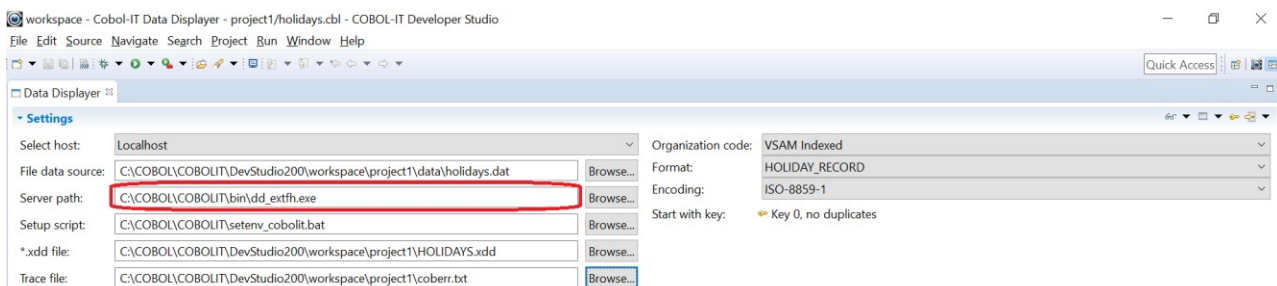 workspace - Cobol-IT Data Displayer - project1/holidays.cbl - COBOL-IT Developer Studio
File Edit Source Navigate Search Project Run Window Help
Quick Access
Data Displayer
Settings
Select host: Localhost Organization code: VSAM Indexed
File data source: C:\COBOL\COBOLIT\DevStudio200\workspace\project1\data\holidays.dat Browse... Format: HOLIDAY_RECORD
Server path: C:\COBOL\COBOLIT\bin\dd_extfh.exe Browse... Encoding: ISO-8859-1
Setup script: C:\COBOL\COBOLIT\setenv_cobolit.bat Browse... Start with key: Key 0, no duplicates
*.xdd file: C:\COBOL\COBOLIT\DevStudio200\workspace\project1\HOLIDAYS.xdd Browse...
Trace file: C:\COBOL\COBOLIT\DevStudio200\workspace\project1\coberr.txt Browse...